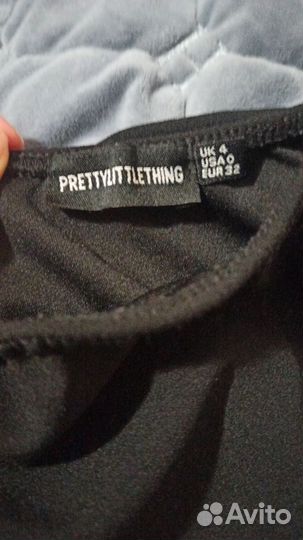 PRETTYLITTLETHING
UK 4
USA 0
EUR 32
Avito